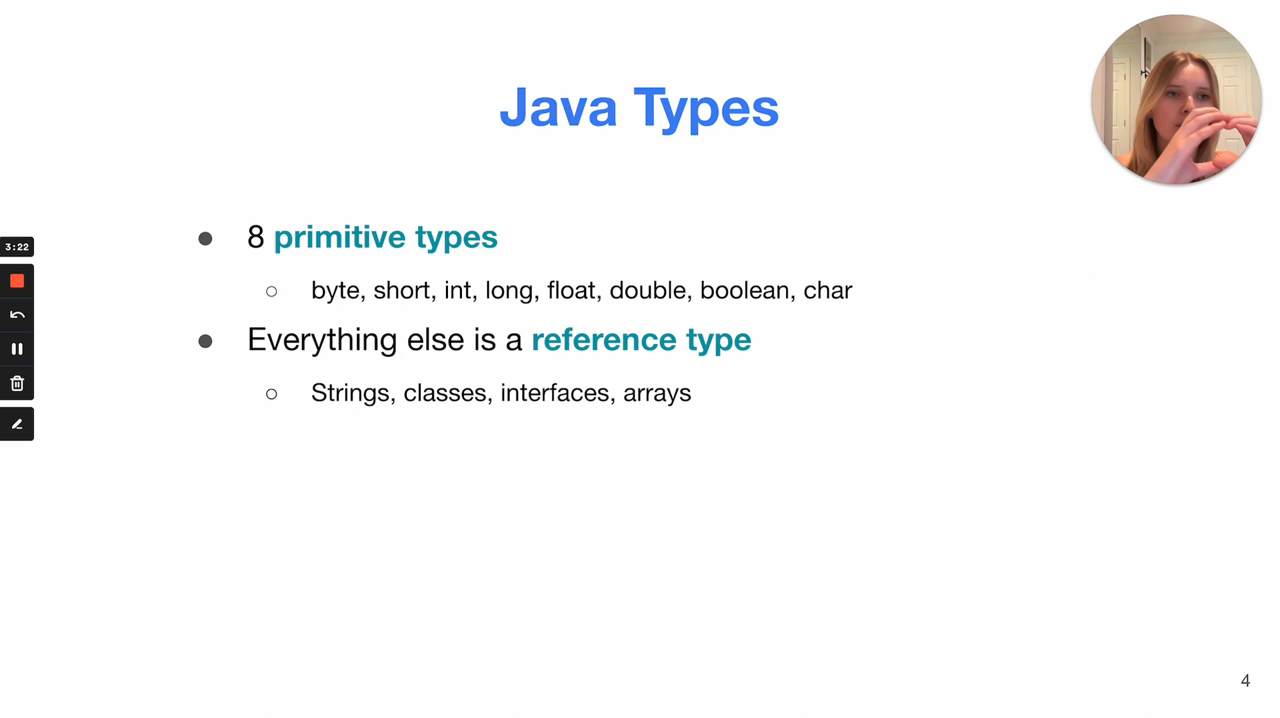 Java Types
8 primitive types
byte, short, int, long, float, double, boolean, char
Everything else is a reference type
Strings, classes, interfaces, arrays
3:22
4